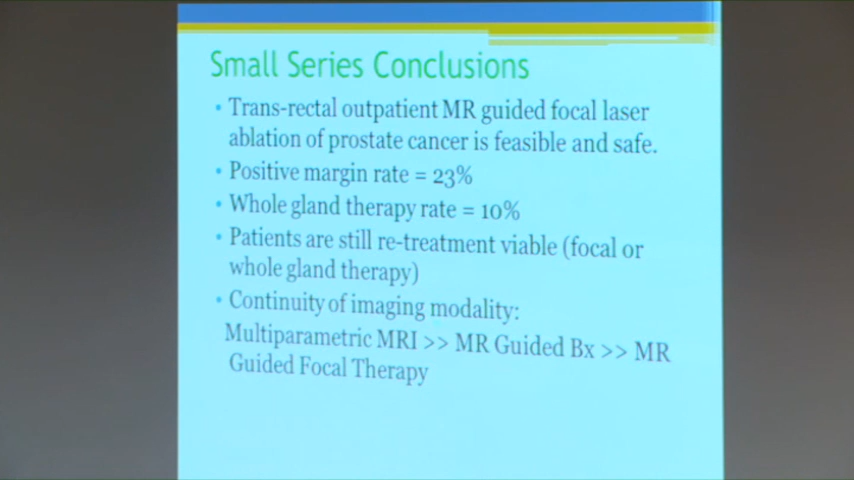 Small Series Conclusions
• Trans-rectal outpatient MR guided focal laser
ablation of prostate cancer is feasible and safe.
• Positive margin rate = 23%
• Whole gland therapy rate = 10%
• Patients are still re-treatment viable (focal or
whole gland therapy)
• Continuity of imaging modality:
Multiparametric MRI >> MR Guided Bx >> MR
Guided Focal Therapy